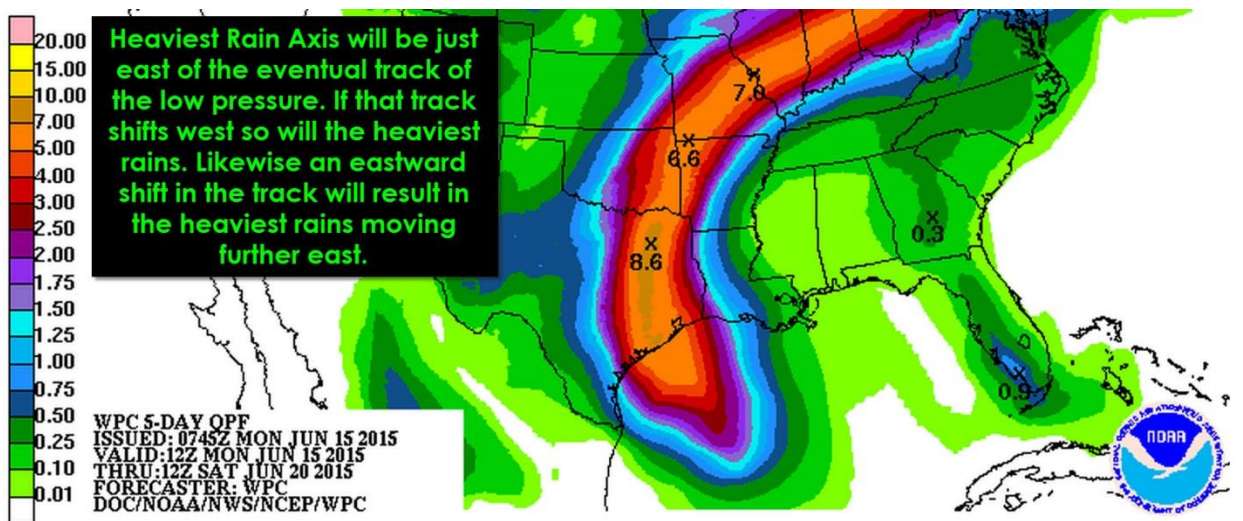 20.00
15.00
10.00
7.00
5.00
4.00
3.00
2.50
2.00
1.75
1.50
1.25
1.00
0.75
0.50
0.25
0.10
0.01
Heaviest Rain Axis will be just
east of the eventual track of
the low pressure. If that track
shifts west so will the heaviest
rains. Likewise an eastward
shift in the track will result in
the heaviest rains moving
further east.
7.0
6.6
8.6
0.3
0.9
WPC 5-DAY QPF
ISSUED: 0745Z MON JUN 15 2015
VALID:12Z MON JUN 15 2015
THRU:12Z SAT JUN 20 2015
FORECASTER: WPC
DOC/NOAA/NWS/NCEP/WPC
NOAA